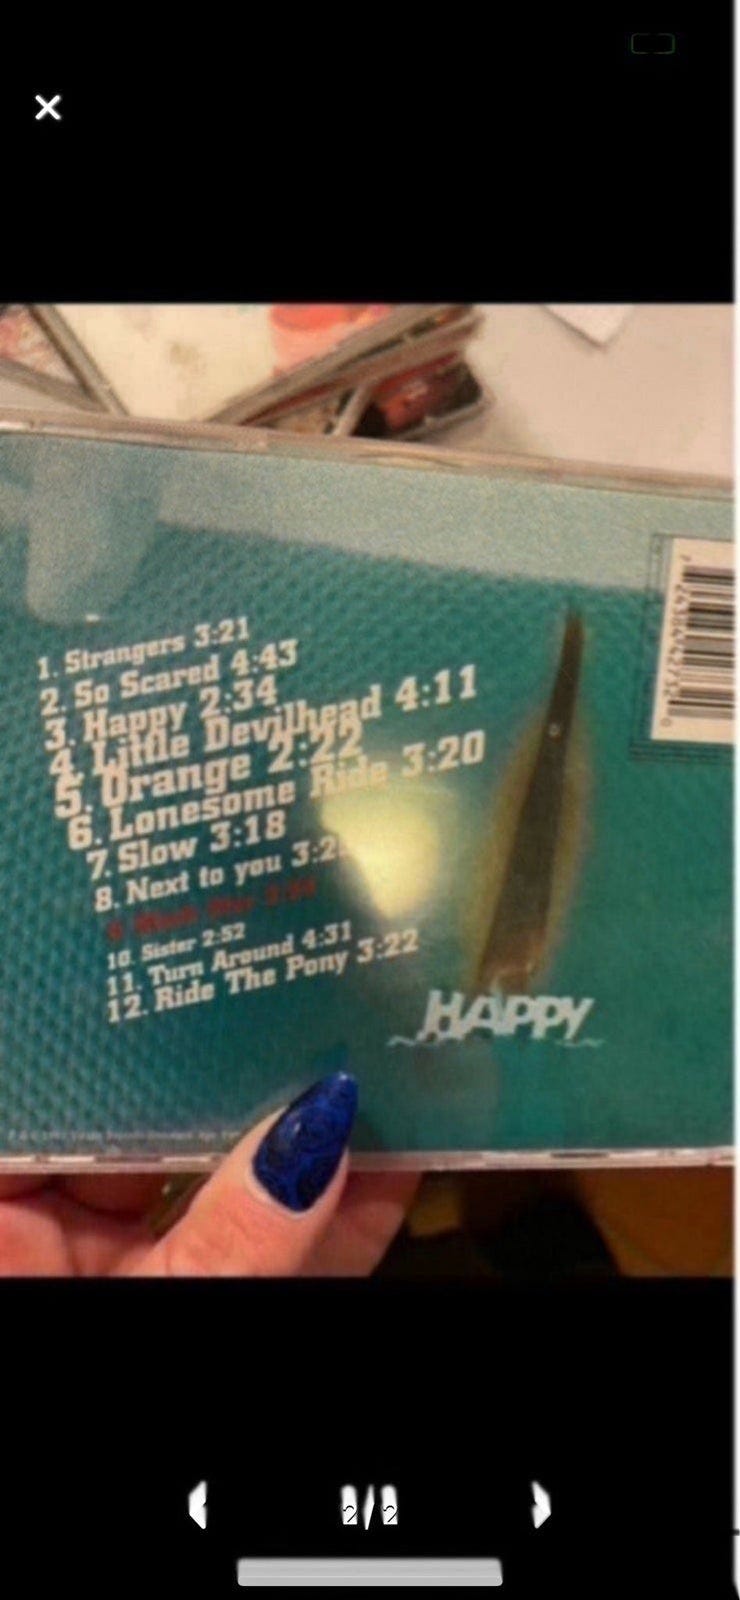 1. Strangers 3:21
2. So Scared 4:43
3. Happy 2:34
4. Little Devilhead 4:11
5. Orange 2:22
6. Lonesome Ride 3:20
7. Slow 3:18
8. Next to you
10. Sister 2:52
11. Turn Around 4:31
12. Ride The Pony 3:22
HAPPY
2/2